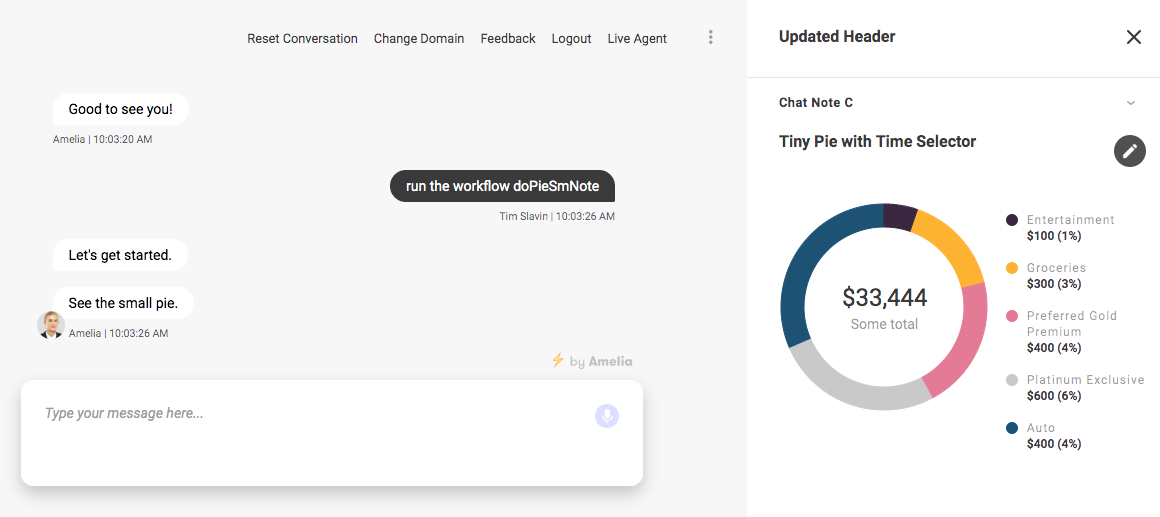 Reset Conversation Change Domain Feedback Logout Live Agent
Good to see you!
Amelia | 10:03:20 AM
run the workflow doPieSmNote
Tim Slavin | 10:03:26 AM
Let's get started.
See the small pie.
Amelia | 10:03:26 AM
⚡ by Amelia
Type your message here...
Updated Header
Chat Note C
Tiny Pie with Time Selector
$33,444
Some total
Entertainment
$100 (1%)
Groceries
$300 (3%)
Preferred Gold
Premium
$400 (4%)
Platinum Exclusive
$600 (6%)
Auto
$400 (4%)